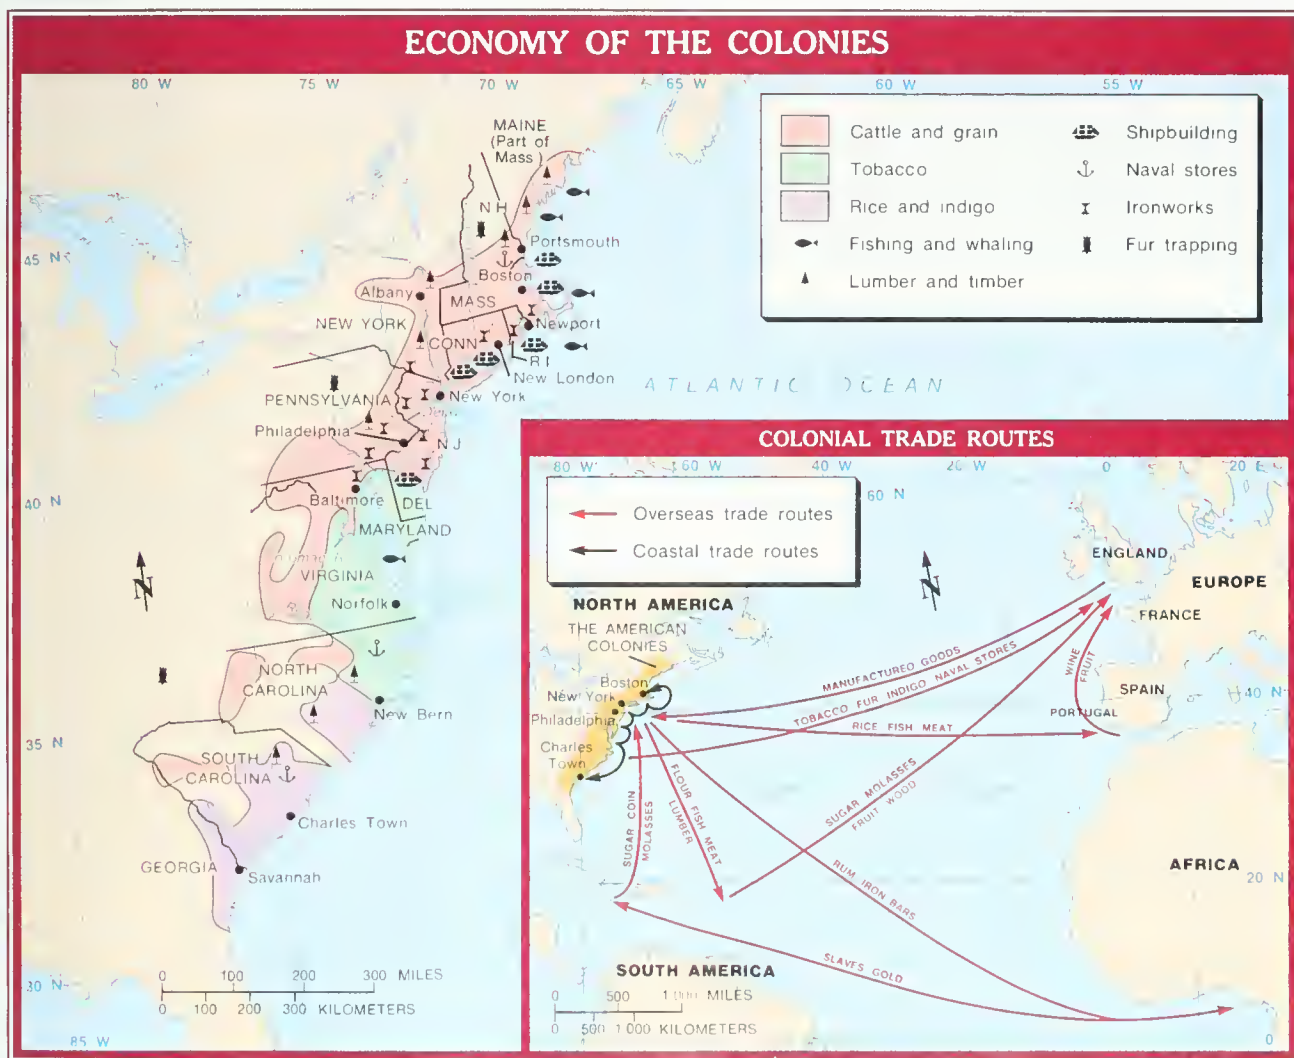 ECONOMY OF THE COLONIES
80 W
75 W
70 W
65 W
60 W
55 W
Cattle and grain
Tobacco
Rice and indigo
Fishing and whaling
Lumber and timber
Shipbuilding
Naval stores
Ironworks
Fur trapping
MAINE
(Part of
Mass)
N H
Portsmouth
45 N
Boston
Albany
MASS
NEW YORK
Newport
CONN
R I
New London
ATLANTIC OCEAN
PENNSYLVANIA
New York
Philadelphia
N J
40 N
Baltimore
DEL
MARYLAND
VIRGINIA
N
Norfolk
NORTH
CAROLINA
New Bern
35 N
SOUTH
CAROLINA
Charles Town
GEORGIA
Savannah
0 100 200 300 MILES
0 100 200 300 KILOMETERS
30 N
85 W
COLONIAL TRADE ROUTES
80 W
60 W
40 W
20 W
0
20 E
60 N
Overseas trade routes
Coastal trade routes
N
ENGLAND
EUROPE
NORTH AMERICA
FRANCE
THE AMERICAN
COLONIES
MANUFACTURED GOODS
TOBACCO FUR INDIGO NAVAL STORES
WINE
FRUIT
Boston
New York
Philadelphia
SPAIN
40 N
PORTUGAL
RICE FISH MEAT
Charles
Town
SUGAR COIN
MOLASSES
FLOUR FISH MEAT
LUMBER
SUGAR MOLASSES
FRUIT WOOD
RUM IRON BARS
AFRICA
20 N
SLAVES GOLD
SOUTH AMERICA
0 500 1 000 MILES
0 500 1 000 KILOMETERS
0